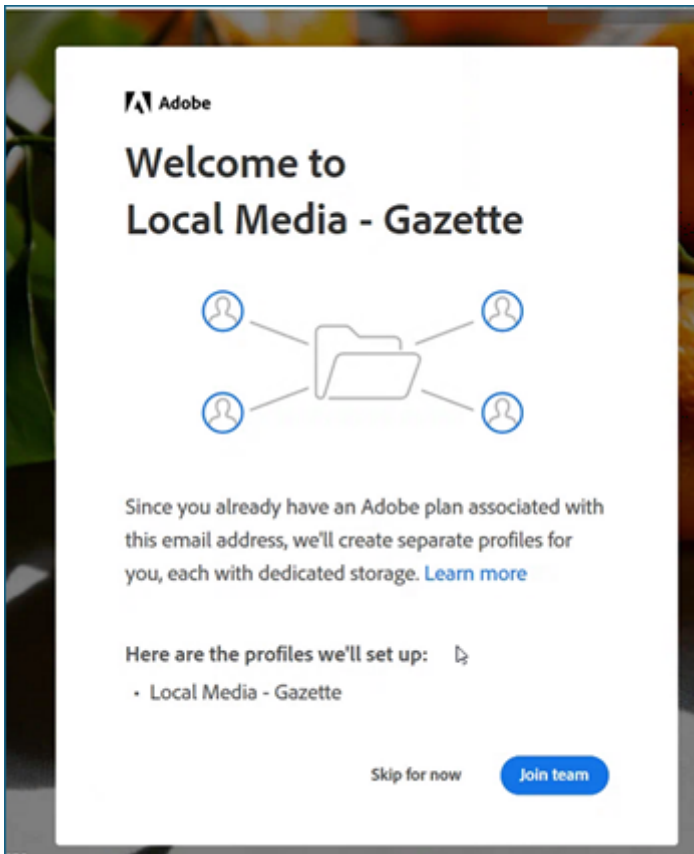 Adobe
Welcome to
Local Media - Gazette
Since you already have an Adobe plan associated with
this email address, we'll create separate profiles for
you, each with dedicated storage. Learn more
Here are the profiles we'll set up:
• Local Media - Gazette
Skip for now
Join team